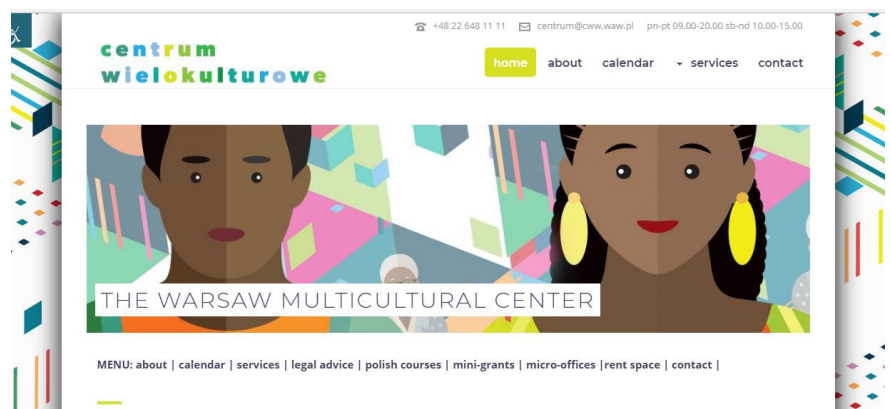 +48 22 648 11 11 centrum@cww.waw.pl pn-pt 09.00-20.00 sb-nd 10.00-15.00
centrum
wielokulturowe
home about calendar services contact
THE WARSAW MULTICULTURAL CENTER
MENU: about | calendar | services | legal advice | polish courses | mini-grants | micro-offices |rent space | contact |